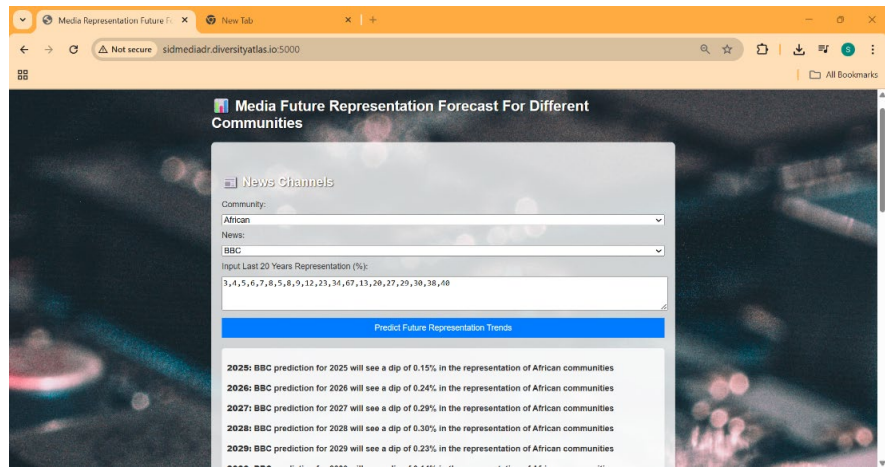 Media Representation Future Fo
New Tab
Not secure sidmediadr.diversityatlas.io:5000
S
All Bookmarks
Media Future Representation Forecast For Different
Communities
News Channels
Community:
African
News:
BBC
Input Last 20 Years Representation (%):
3,4,5,6,7,8,5,8,9,12,23,34,67,13,20,27,29,30,38,40
Predict Future Representation Trends
2025: BBC prediction for 2025 will see a dip of 0.15% in the representation of African communities
2026: BBC prediction for 2026 will see a dip of 0.24% in the representation of African communities
2027: BBC prediction for 2027 will see a dip of 0.29% in the representation of African communities
2028: BBC prediction for 2028 will see a dip of 0.30% in the representation of African communities
2029: BBC prediction for 2029 will see a dip of 0.23% in the representation of African communities